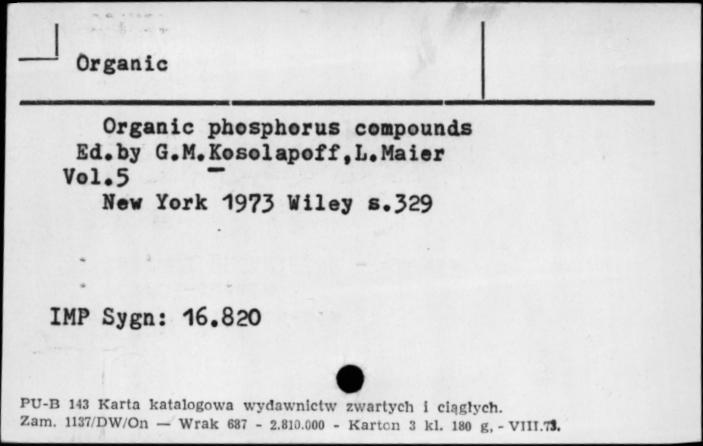 Organic
Organic phosphorus compounds
Ed.by G.M.Kosolapoff,L.Maier
Vol.5
New York 1973 Wiley s.329
IMP Sygn: 16.820
PU-B 143 Karta katalogowa wydawnictw zwartych i ciągłych.
Zam. 1137/DW/On — Wrak 687 - 2.810.000 - Karton 3 kl. 180 g, - VIII.73.